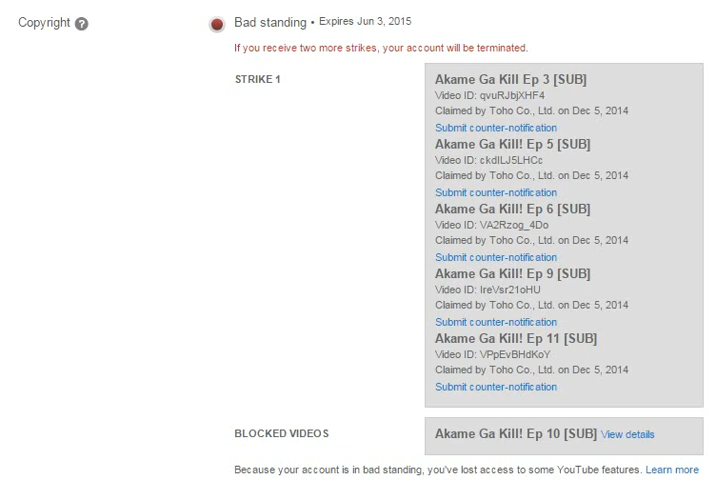 Copyright ?
Bad standing • Expires Jun 3, 2015
If you receive two more strikes, your account will be terminated.
STRIKE 1
Akame Ga Kill Ep 3 [SUB]
Video ID: qvuRJbjXHF4
Claimed by Toho Co., Ltd. on Dec 5, 2014
Submit counter-notification
Akame Ga Kill! Ep 5 [SUB]
Video ID: ckdILJ5LHCc
Claimed by Toho Co., Ltd. on Dec 5, 2014
Submit counter-notification
Akame Ga Kill! Ep 6 [SUB]
Video ID: VA2Rzog_4Do
Claimed by Toho Co., Ltd. on Dec 5, 2014
Submit counter-notification
Akame Ga Kill! Ep 9 [SUB]
Video ID: IreVsr21oHU
Claimed by Toho Co., Ltd. on Dec 5, 2014
Submit counter-notification
Akame Ga Kill! Ep 11 [SUB]
Video ID: VPpEvBHdKoY
Claimed by Toho Co., Ltd. on Dec 5, 2014
Submit counter-notification
BLOCKED VIDEOS
Akame Ga Kill! Ep 10 [SUB] View details
Because your account is in bad standing, you've lost access to some YouTube features. Learn more